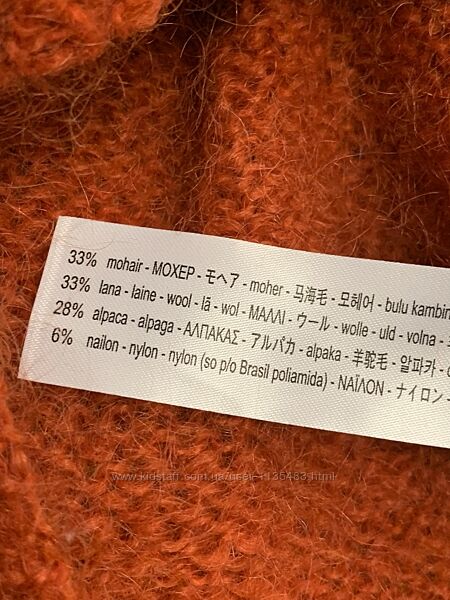 33% mohair - MOXEP - モヘア - moher - 马海毛 - 모헤어 - bulu kambin
33% lana - laine - wool - lã - wol - ΜΑΛΛΙ - ウール - wolle - uld - volna -
28% alpaca - alpaga - ΑΛΠΑΚΑΣ - アルパカ - alpaka - 羊驼毛 - 알파카 -
6% nailon - nylon - nylon (so p/o Brasil poliamida) - ΝΑΪΛΟΝ - ナイロン -